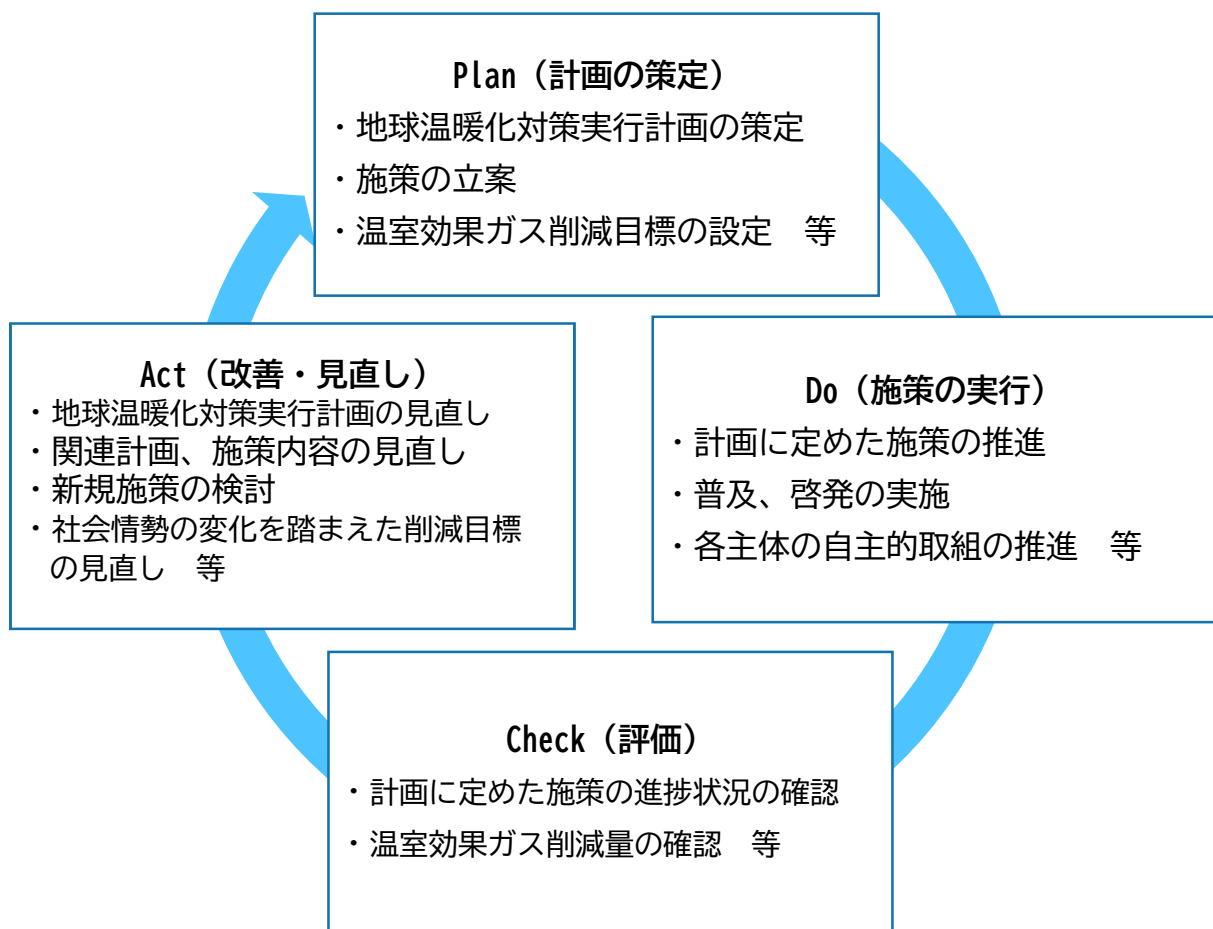 Plan（計画の策定）
・地球温暖化対策実行計画の策定
・施策の立案
・温室効果ガス削減目標の設定　等
Do（施策の実行）
・計画に定めた施策の推進
・普及、啓発の実施
・各主体の自主的取組の推進　等
Check（評価）
・計画に定めた施策の進捗状況の確認
・温室効果ガス削減量の確認　等
Act（改善・見直し）
・地球温暖化対策実行計画の見直し
・関連計画、施策内容の見直し
・新規施策の検討
・社会情勢の変化を踏まえた削減目標
の見直し　等